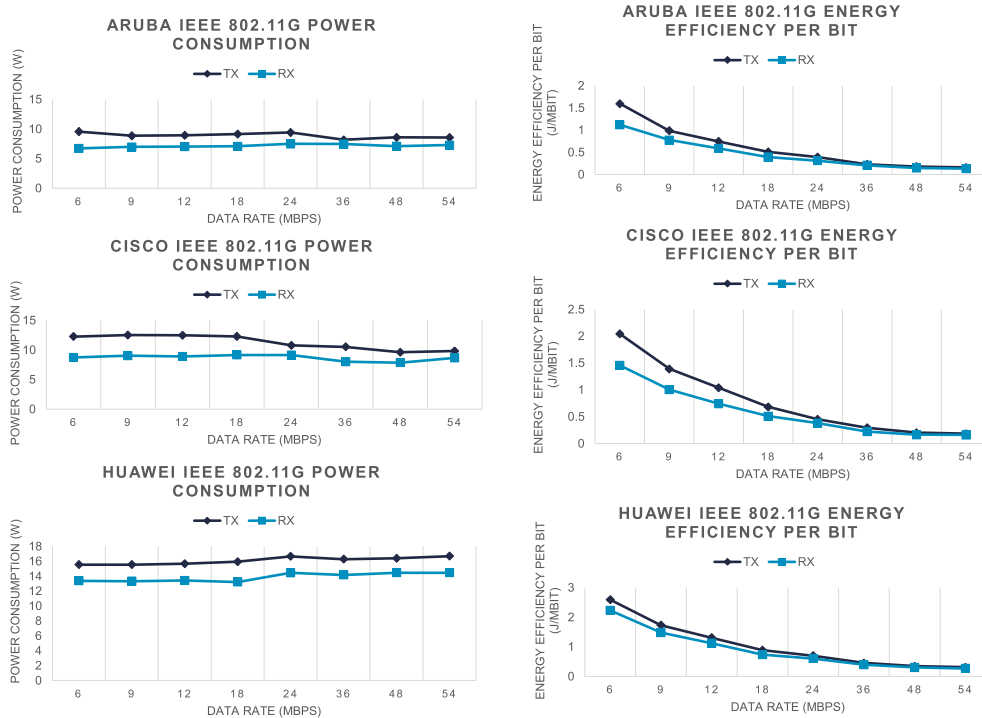 ARUBA IEEE 802.11G POWER
CONSUMPTION
TX RX
POWER CONSUMPTION (W)
15
10
5
0
6 9 12 18 24 36 48 54
DATA RATE (MBPS)
ARUBA IEEE 802.11G ENERGY
EFFICIENCY PER BIT
TX RX
ENERGY EFFICIENCY PER BIT
(J/MBIT)
2
1.5
1
0.5
0
6 9 12 18 24 36 48 54
DATA RATE (MBPS)
CISCO IEEE 802.11G POWER
CONSUMPTION
TX RX
POWER CONSUMPTION (W)
15
10
5
0
6 9 12 18 24 36 48 54
DATA RATE (MBPS)
CISCO IEEE 802.11G ENERGY
EFFICIENCY PER BIT
TX RX
ENERGY EFFICIENCY PER BIT
(J/MBIT)
2.5
2
1.5
1
0.5
0
6 9 12 18 24 36 48 54
DATA RATE (MBPS)
HUAWEI IEEE 802.11G POWER
CONSUMPTION
TX RX
POWER CONSUMPTION (W)
18
16
14
12
10
8
6
4
2
0
6 9 12 18 24 36 48 54
DATA RATE (MBPS)
HUAWEI IEEE 802.11G ENERGY
EFFICIENCY PER BIT
TX RX
ENERGY EFFICIENCY PER BIT
(J/MBIT)
3
2
1
0
6 9 12 18 24 36 48 54
DATA RATE (MBPS)